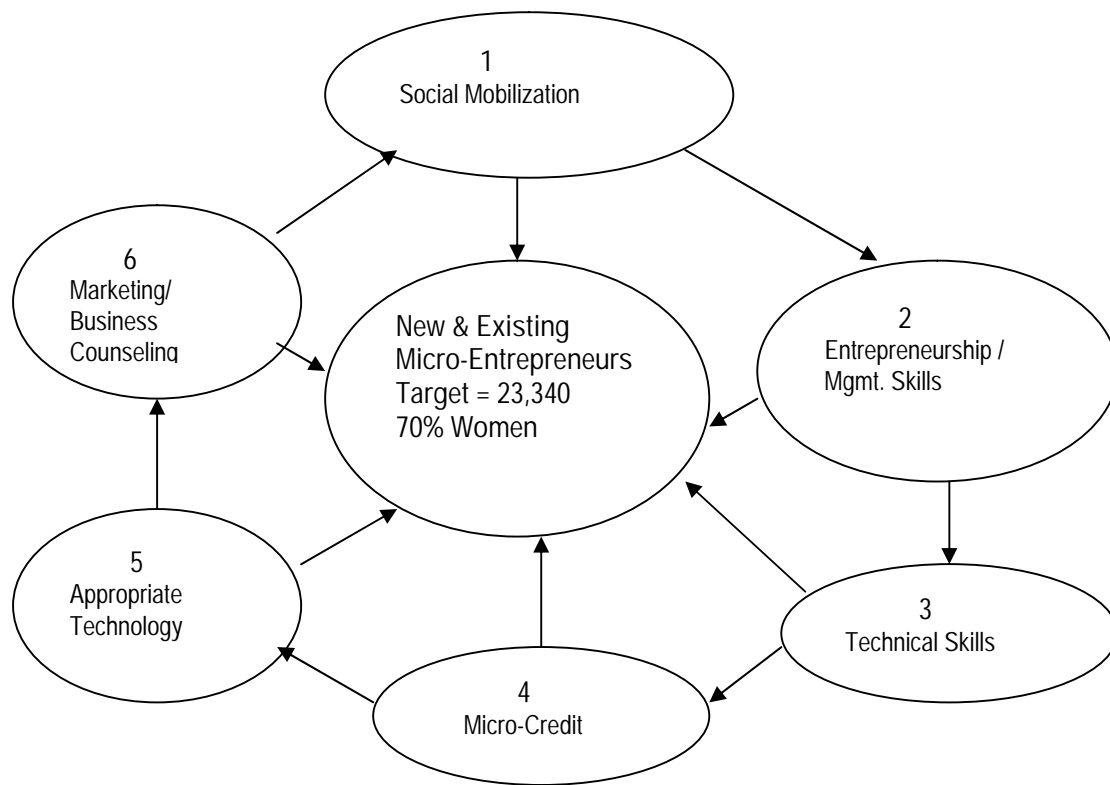 1
Social Mobilization
6
Marketing/
Business
Counseling
New & Existing
Micro-Entrepreneurs
Target = 23,340
70% Women
2
Entrepreneurship /
Mgmt. Skills
5
Appropriate
Technology
3
Technical Skills
4
Micro-Credit